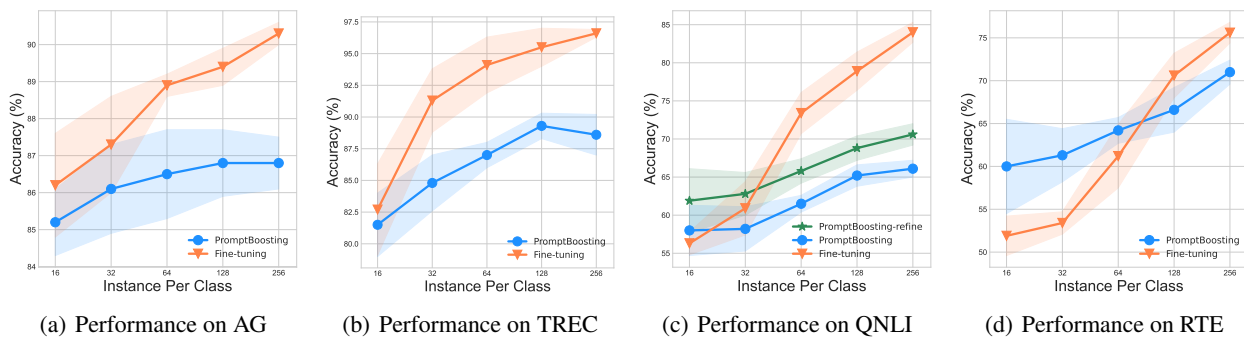 Accuracy (%)
90
89
88
87
86
85
84
16 32 64 128 256
Instance Per Class
PromptBoosting
Fine-tuning
(a) Performance on AG
Accuracy (%)
97.5
95.0
92.5
90.0
87.5
85.0
82.5
80.0
16 32 64 128 256
Instance Per Class
PromptBoosting
Fine-tuning
(b) Performance on TREC
Accuracy (%)
85
80
75
70
65
60
55
16 32 64 128 256
Instance Per Class
PromptBoosting-refine
PromptBoosting
Fine-tuning
(c) Performance on QNLI
Accuracy (%)
75
70
65
60
55
50
16 32 64 128 256
Instance Per Class
PromptBoosting
Fine-tuning
(d) Performance on RTE